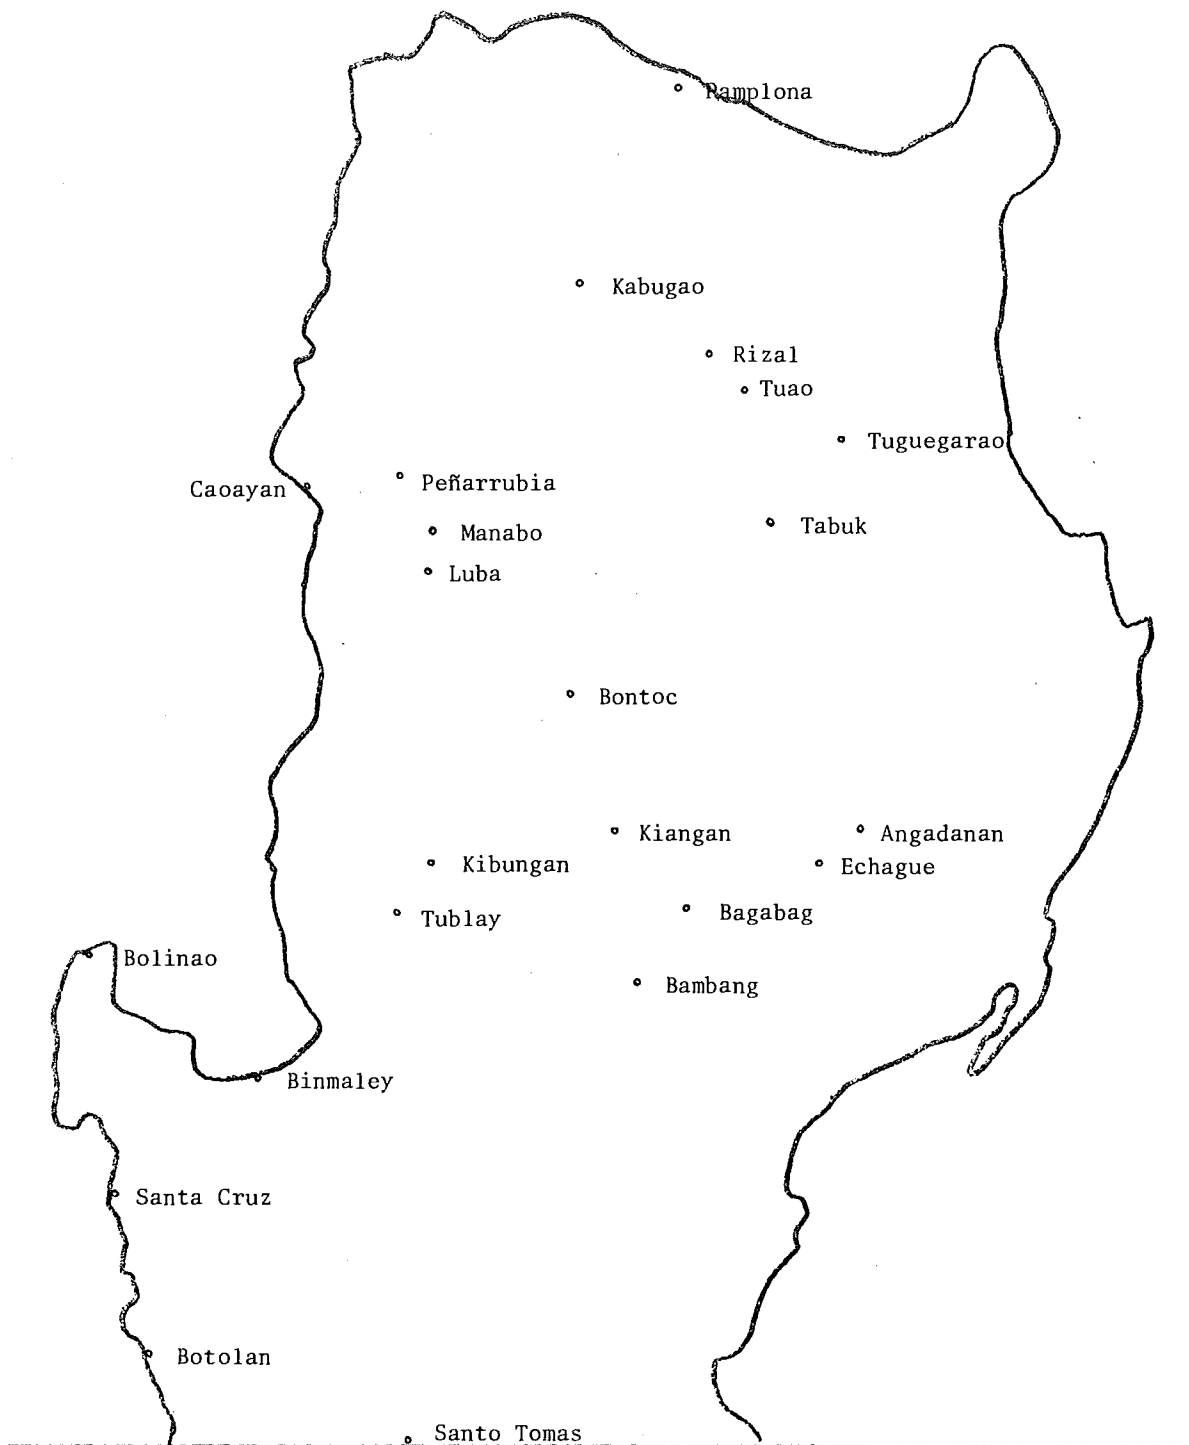 Pamplona
Kabugao
Rizal
Tuao
Tuguegarao
Peñarrubia
Caoayan
Manabo
Tabuk
Luba
Bontoc
Kiangan
Angadanan
Kibungan
Echague
Tublay
Bagabag
Bolinao
Bambang
Binmaley
Santa Cruz
Botolan
Santo Tomas